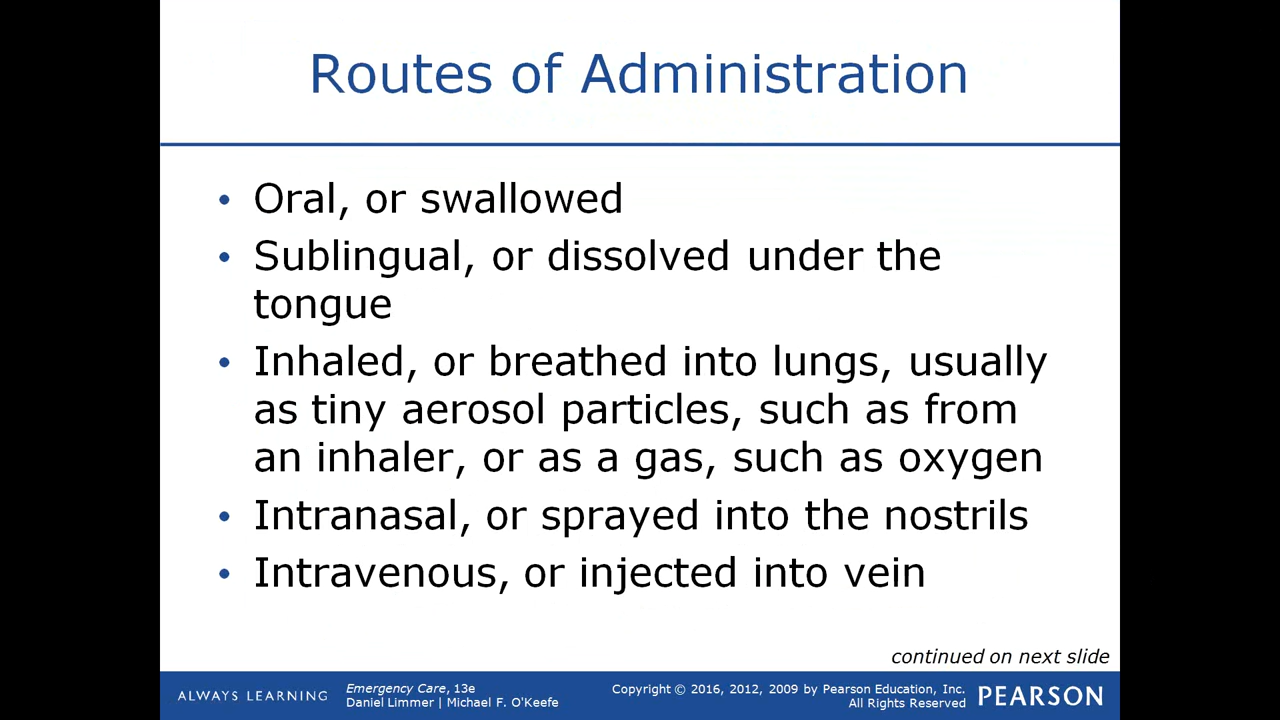 Routes of Administration
• Oral, or swallowed
• Sublingual, or dissolved under the
tongue
• Inhaled, or breathed into lungs, usually
as tiny aerosol particles, such as from
an inhaler, or as a gas, such as oxygen
• Intranasal, or sprayed into the nostrils
• Intravenous, or injected into vein
continued on next slide
ALWAYS LEARNING
Emergency Care, 13e
Daniel Limmer | Michael F. O'Keefe
Copyright © 2016, 2012, 2009 by Pearson Education, Inc.
All Rights Reserved
PEARSON